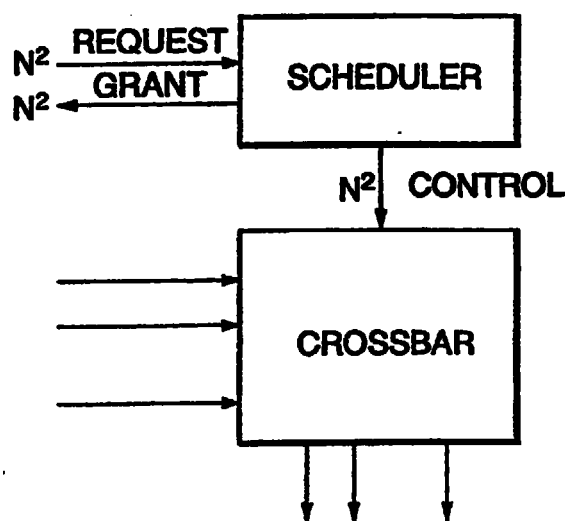 N² REQUEST
SCHEDULER
N² GRANT
N² CONTROL
CROSSBAR